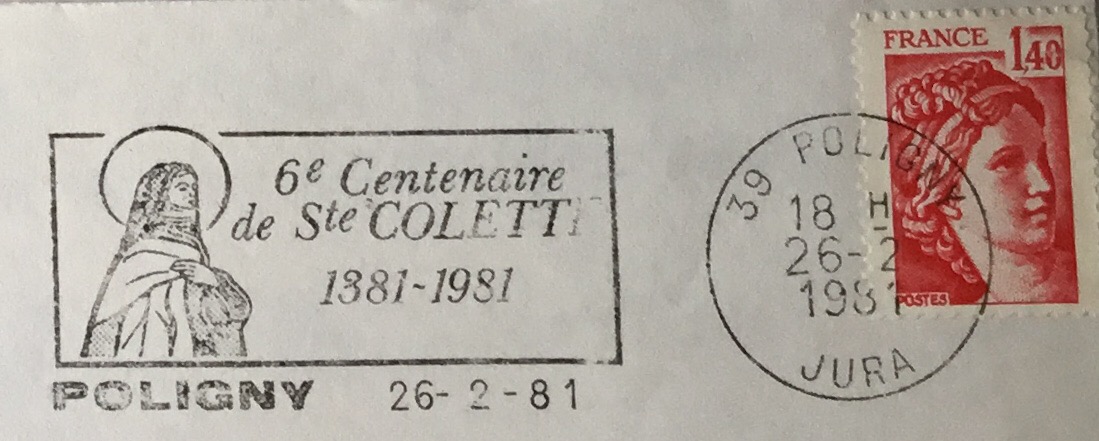 6e Centenaire
de Ste COLETTE
1381-1981
POLIGNY 26-2-81
39 POLIGNY
18 H
26-2
1981
JURA
FRANCE 1,40
POSTES